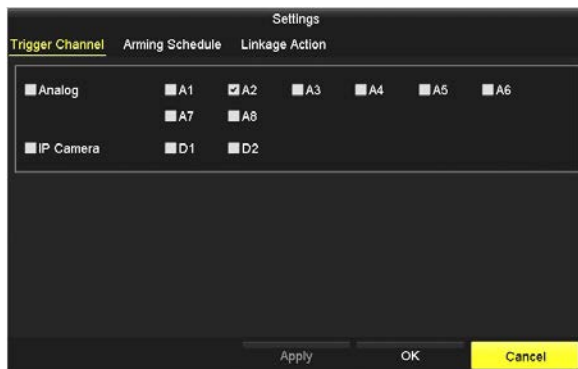 Settings
Trigger Channel Arming Schedule Linkage Action
Analog A1 A2 A3 A4 A5 A6
A7 A8
IP Camera D1 D2
Apply OK Cancel